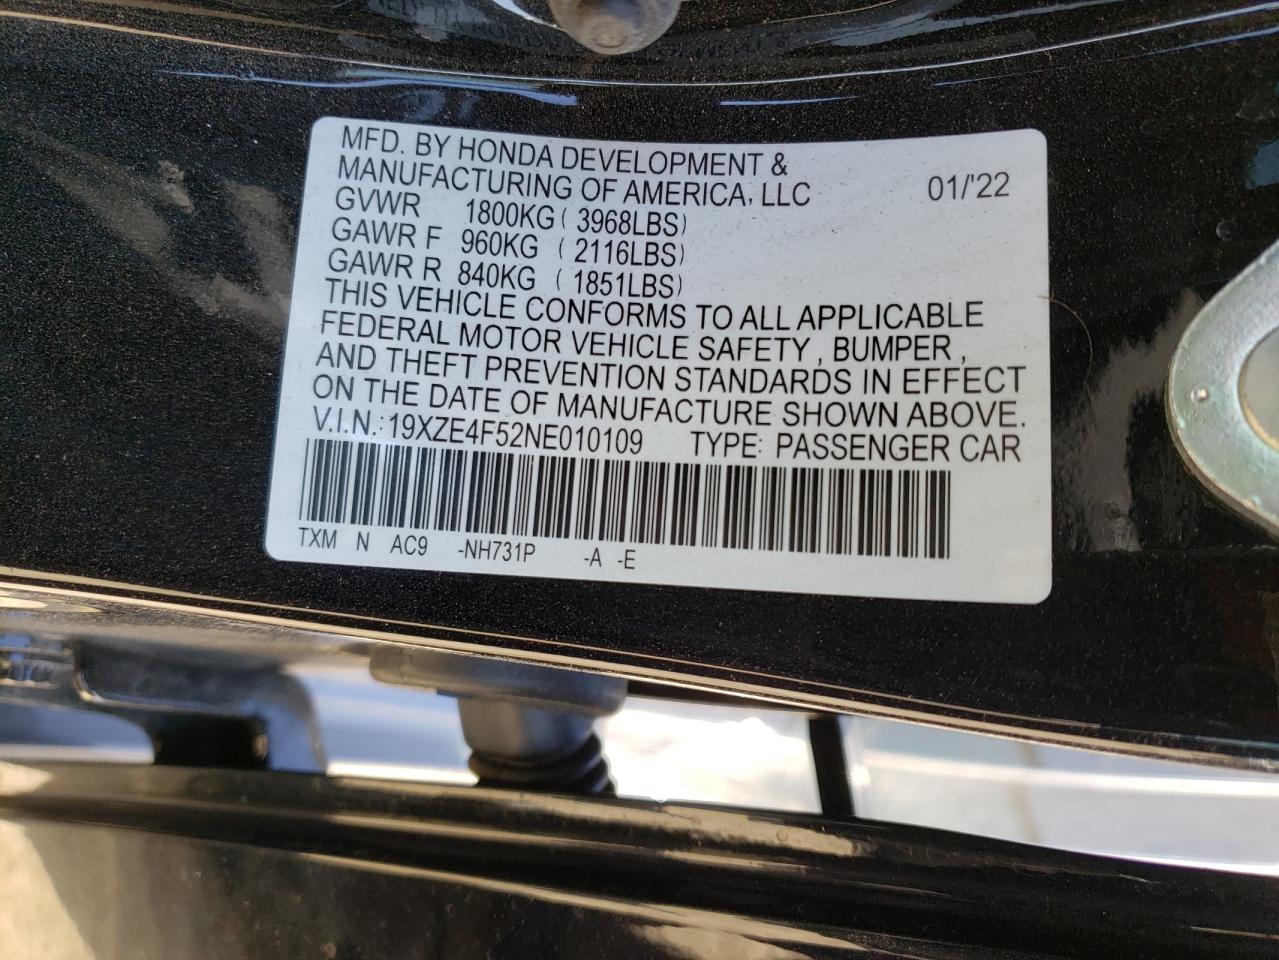 MFD. BY HONDA DEVELOPMENT &
MANUFACTURING OF AMERICA, LLC 01/'22
GVWR 1800KG ( 3968LBS)
GAWR F 960KG ( 2116LBS)
GAWR R 840KG ( 1851LBS)
THIS VEHICLE CONFORMS TO ALL APPLICABLE
FEDERAL MOTOR VEHICLE SAFETY , BUMPER ,
AND THEFT PREVENTION STANDARDS IN EFFECT
ON THE DATE OF MANUFACTURE SHOWN ABOVE.
V.I.N.: 19XZE4F52NE010109 TYPE: PASSENGER CAR
TXM N AC9 -NH731P -A -E